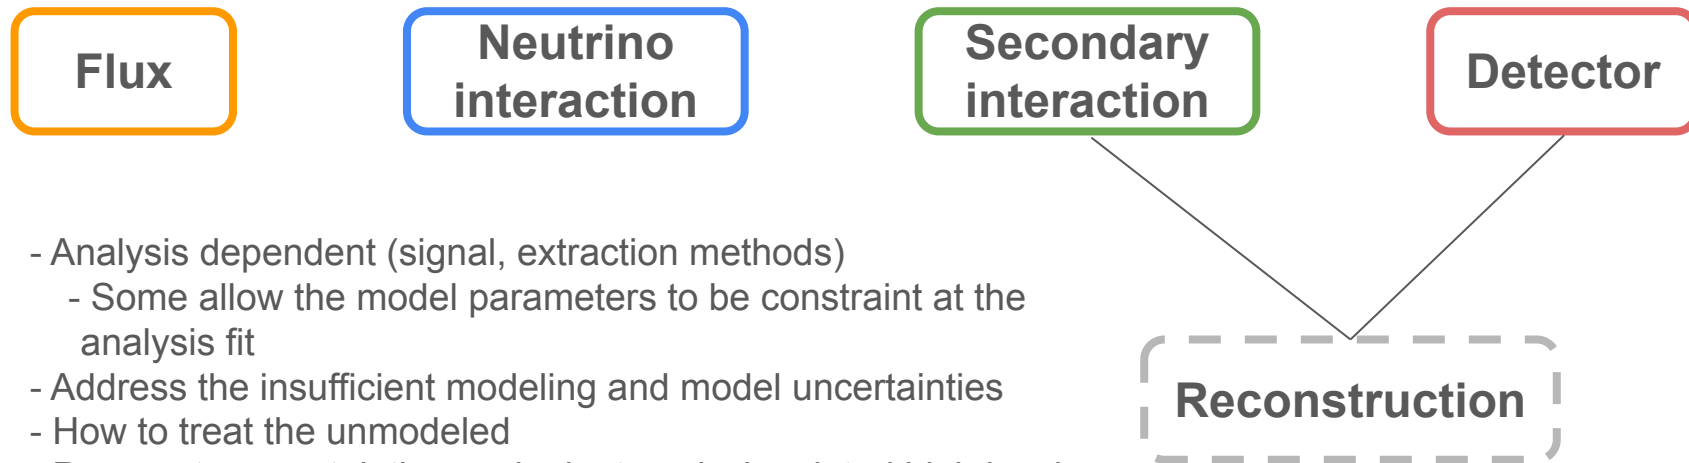 Flux
Neutrino
interaction
Secondary
interaction
Detector
- Analysis dependent (signal, extraction methods)
- Some allow the model parameters to be constraint at the
analysis fit
- Address the insufficient modeling and model uncertainties
- How to treat the unmodeled
Reconstruction